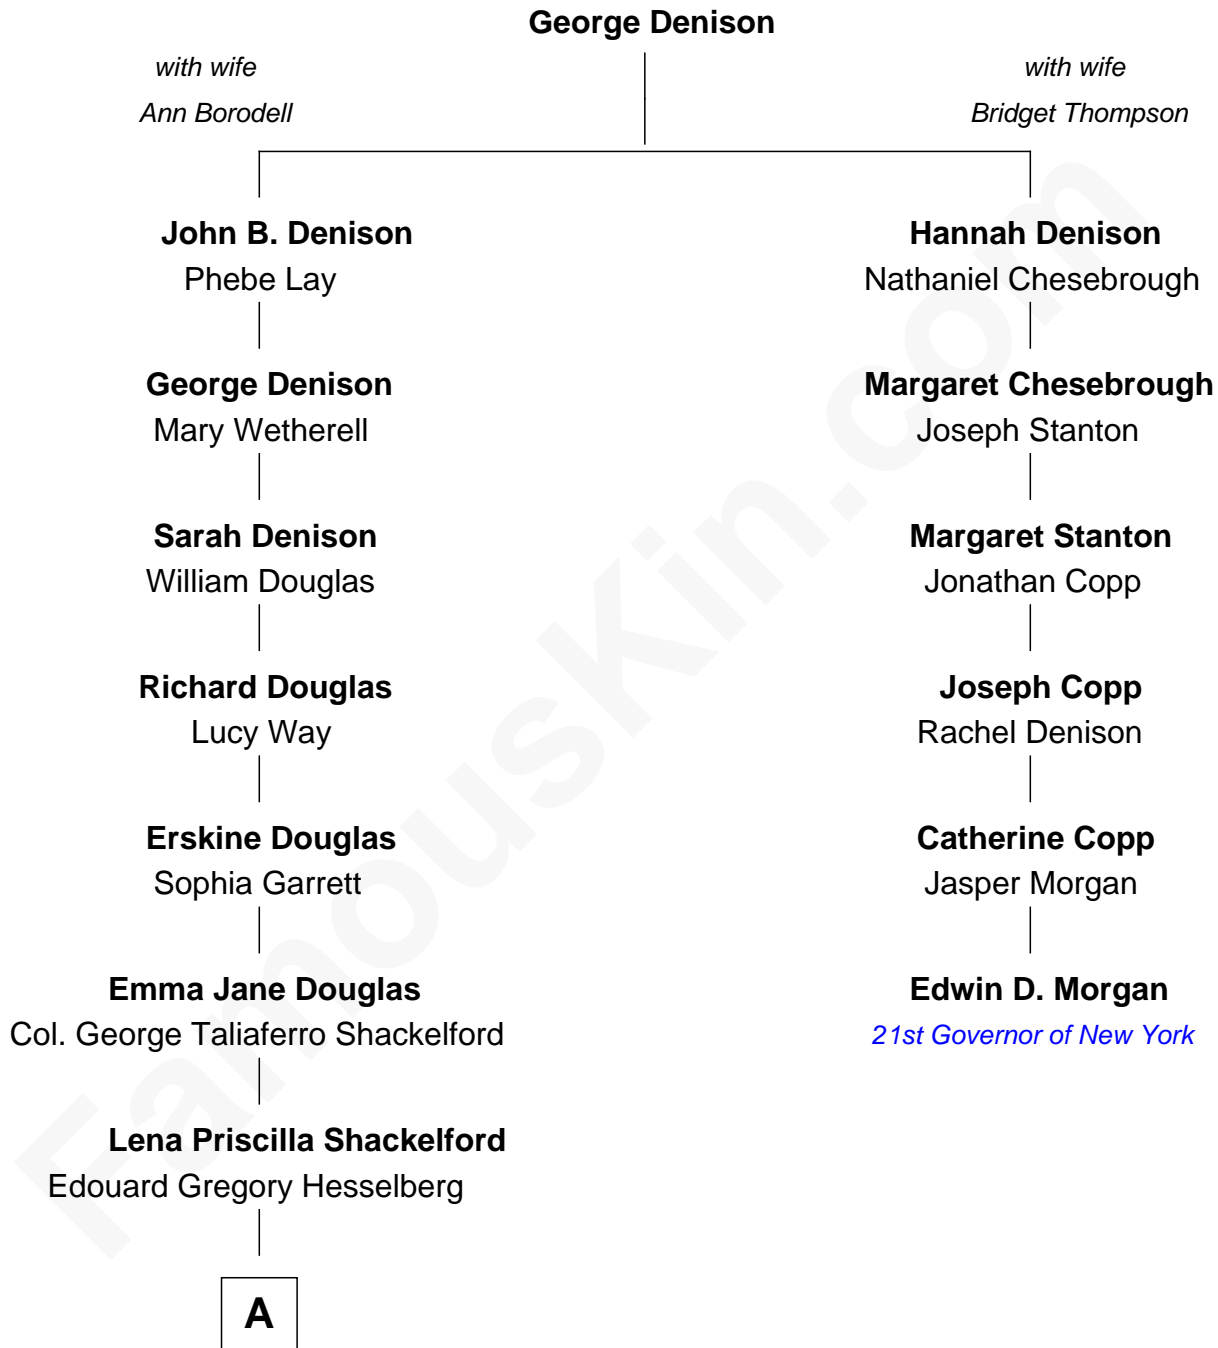 George Denison
with wife
Ann Borodell
with wife
Bridget Thompson
John B. Denison
Phebe Lay
Hannah Denison
Nathaniel Chesebrough
George Denison
Mary Wetherell
Margaret Chesebrough
Joseph Stanton
Sarah Denison
William Douglas
Margaret Stanton
Jonathan Copp
Richard Douglas
Lucy Way
Joseph Copp
Rachel Denison
Erskine Douglas
Sophia Garrett
Catherine Copp
Jasper Morgan
Emma Jane Douglas
Col. George Taliaferro Shackelford
Edwin D. Morgan
21st Governor of New York
Lena Priscilla Shackelford
Edouard Gregory Hesselberg
A
FamousKin.com